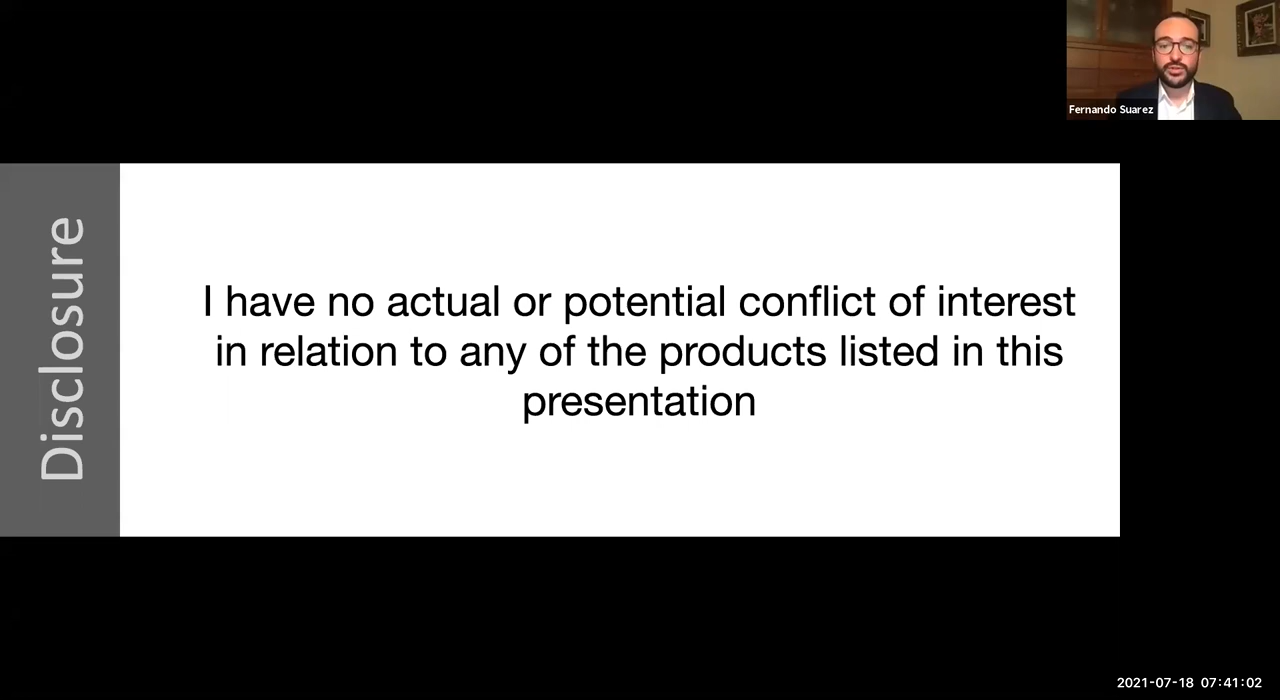 Fernando Suarez
Disclosure
I have no actual or potential conflict of interest
in relation to any of the products listed in this
presentation
2021-07-18 07:41:02